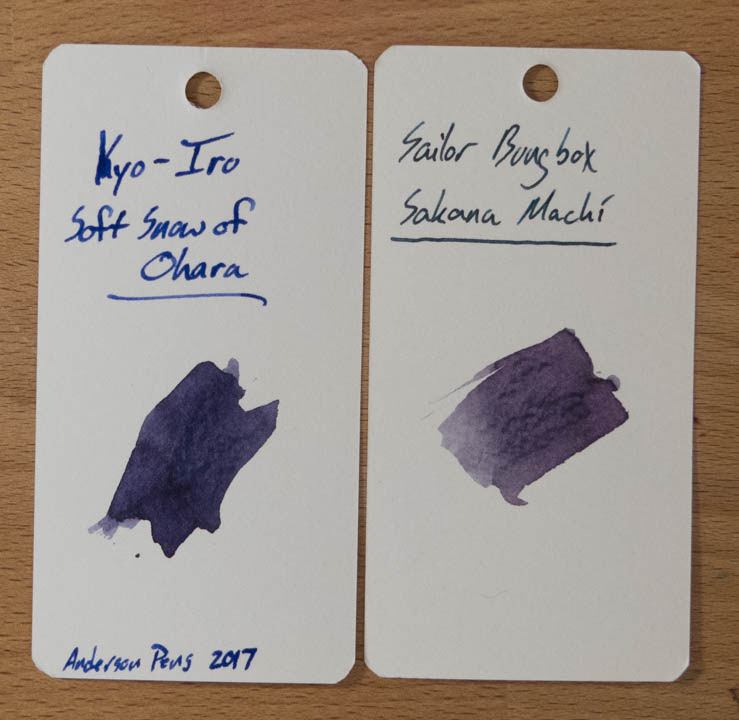 Kyo-Iro
Soft Snow of
Ohara
Anderson Pens 2017
Sailor Bungbox
Sakana Machi